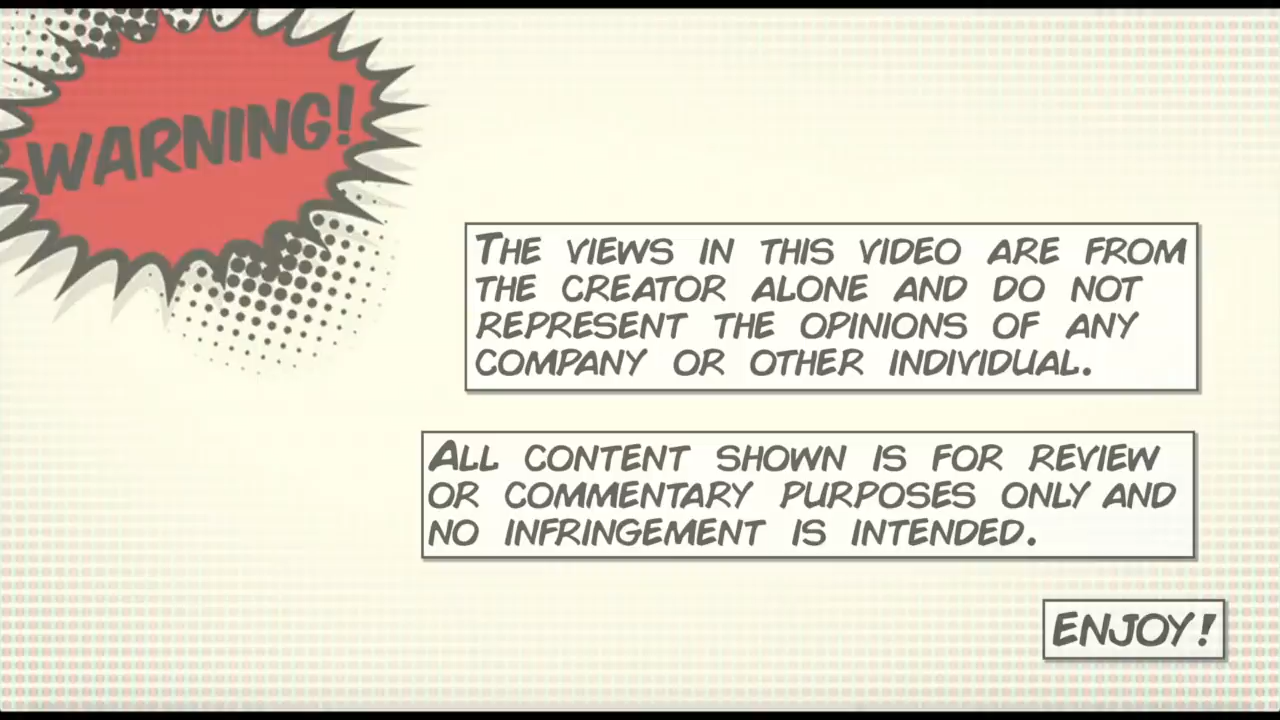 WARNING!
THE VIEWS IN THIS VIDEO ARE FROM
THE CREATOR ALONE AND DO NOT
REPRESENT THE OPINIONS OF ANY
COMPANY OR OTHER INDIVIDUAL.
ALL CONTENT SHOWN IS FOR REVIEW
OR COMMENTARY PURPOSES ONLY AND
NO INFRINGEMENT IS INTENDED.
ENJOY!